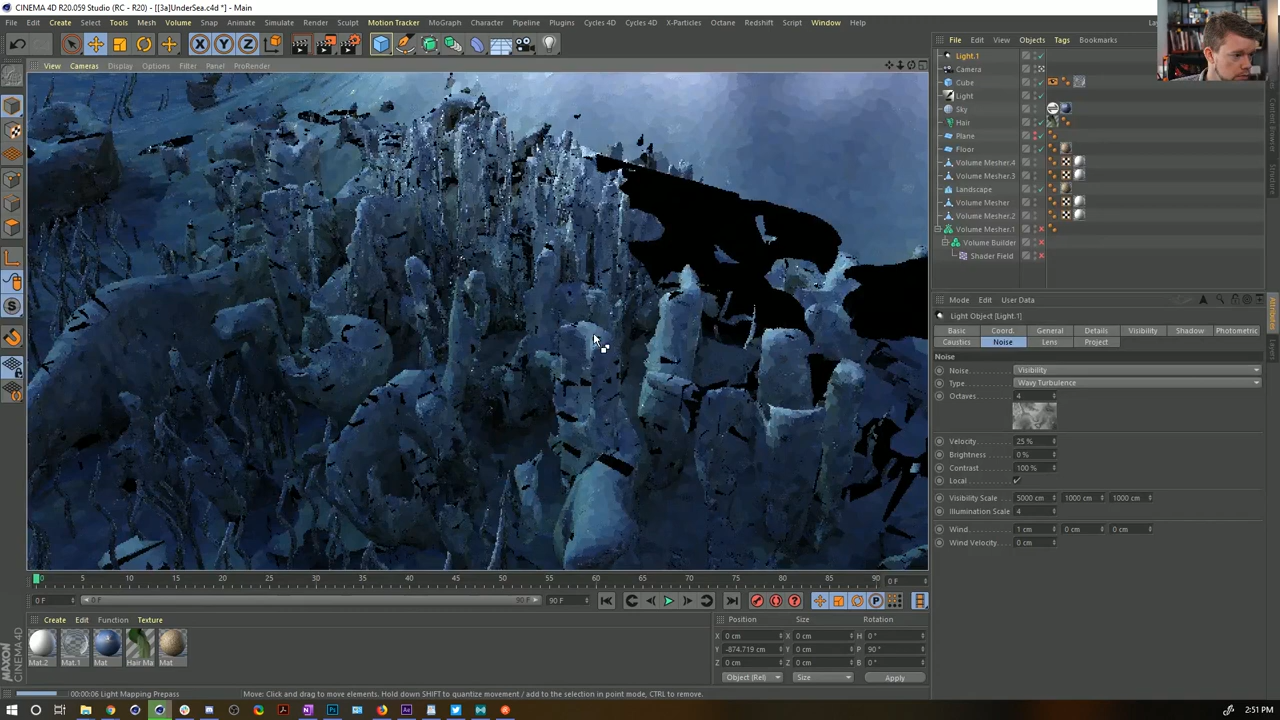 CINEMA 4D R20.059 Studio (RC - R20) - [[3a]UnderSea.c4d *] - Main
File Create Select Tools Mesh Volume Snap Animate Simulate Render Sculpt Motion Tracker MoGraph Character Pipeline Plugins Cycles 4D Cycles 4D X-Particles Octane Redshift Script Window Help
File Edit View Objects Tags Bookmarks
View Cameras Display Options Filter Panel ProRender
Light.1
Camera
Cube
Light
Sky
Hair
Plane
Floor
Volume Mesher.4
Volume Mesher.3
Landscape
Volume Mesher
Volume Mesher.2
Volume Mesher.1
Volume Builder
Shader Field
Mode Edit User Data
Light Object [Light.1]
Basic Coord. General Details Visibility Shadow Photometric
Caustics Noise Lens Project
Noise
Noise Visibility
Type Wavy Turbulence
Octaves 4
Velocity 25 %
Brightness 0 %
Contrast 100 %
Local
Visibility Scale 5000 cm 1000 cm 1000 cm
Illumination Scale 4
Wind 1 cm 0 cm 0 cm
Wind Velocity 0 cm
0 5 10 15 20 25 30 35 40 45 50 55 60 65 70 75 80 85 90 0 F
0 F 0 F 90 F 90 F
Create Edit Function Texture
Position Size Rotation
X 0 cm X 0 cm H 0 °
Y -874.719 cm Y 0 cm P 90 °
Z 0 cm Z 0 cm B 0 °
Object (Rel) Size Apply
Mat.2 Mat.1 Mat Hair Ma Mat
MAXON CINEMA 4D
00:00:06 Light Mapping Prepass Move: Click and drag to move elements. Hold down SHIFT to quantize movement / add to the selection in point mode, CTRL to remove.
2:51 PM